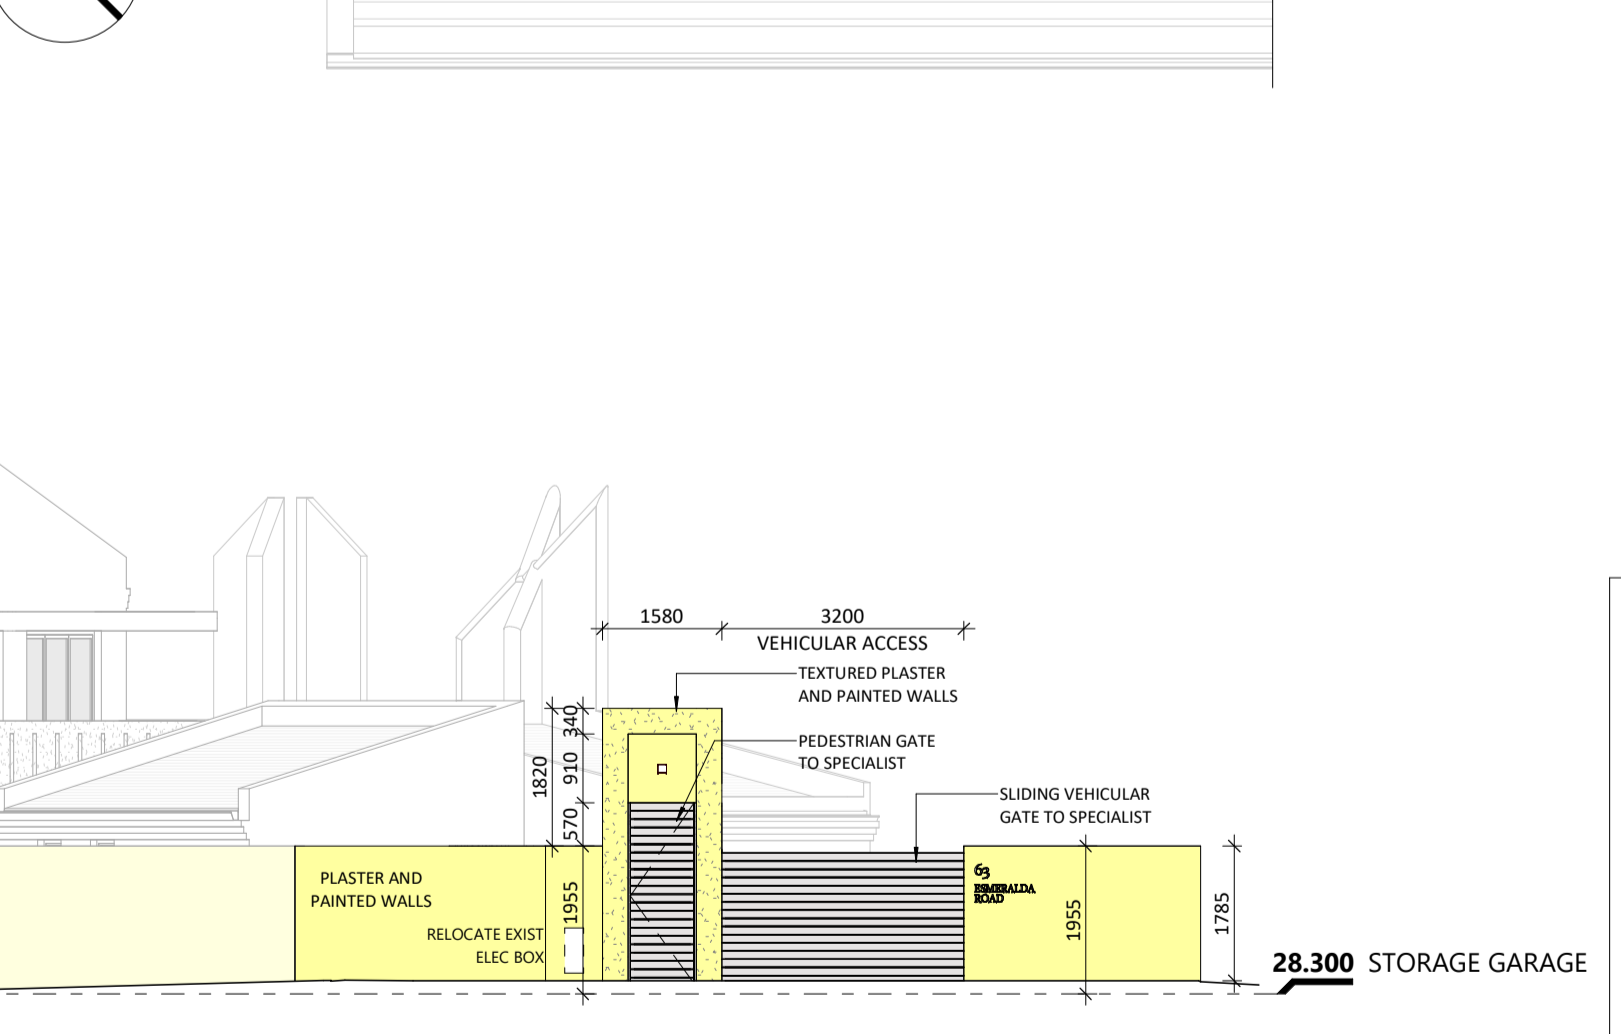 1580
3200
VEHICULAR ACCESS
TEXTURED PLASTER
AND PAINTED WALLS
340
910
1820
570
PEDESTRIAN GATE
TO SPECIALIST
SLIDING VEHICULAR
GATE TO SPECIALIST
PLASTER AND
PAINTED WALLS
RELOCATE EXIST
ELEC BOX
1955
63
ESMERALDA
ROAD
1955
1785
28.300 STORAGE GARAGE